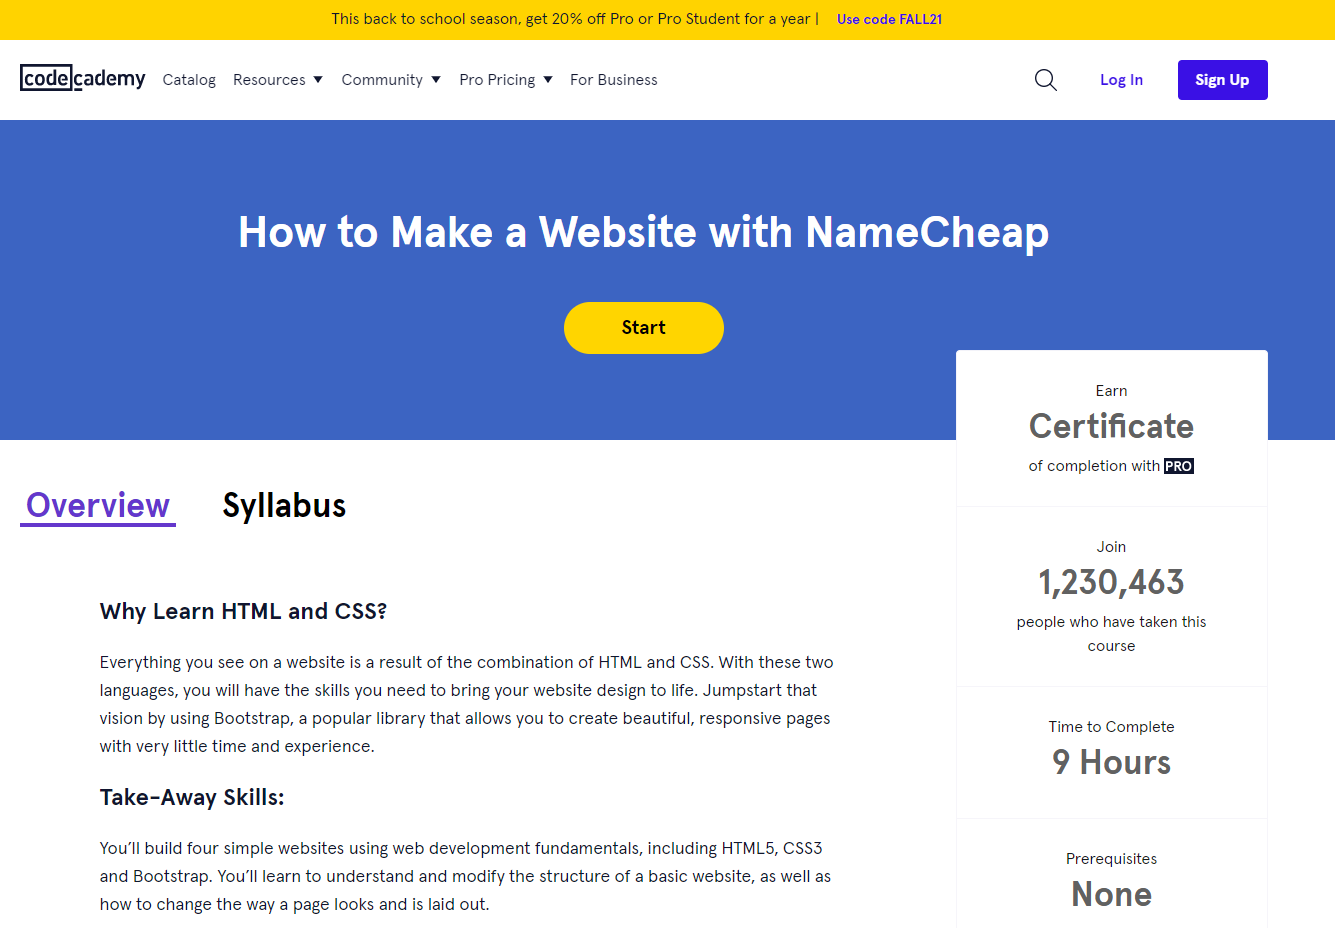 This back to school season, get 20% off Pro or Pro Student for a year | Use code FALL21
codecademy Catalog Resources Community Pro Pricing For Business Log In Sign Up
How to Make a Website with NameCheap
Start
Earn
Certificate
of completion with PRO
Join
1,230,463
people who have taken this
course
Time to Complete
9 Hours
Prerequisites
None
Overview Syllabus
Why Learn HTML and CSS?
Everything you see on a website is a result of the combination of HTML and CSS. With these two
languages, you will have the skills you need to bring your website design to life. Jumpstart that
vision by using Bootstrap, a popular library that allows you to create beautiful, responsive pages
with very little time and experience.
Take-Away Skills:
You’ll build four simple websites using web development fundamentals, including HTML5, CSS3
and Bootstrap. You’ll learn to understand and modify the structure of a basic website, as well as
how to change the way a page looks and is laid out.